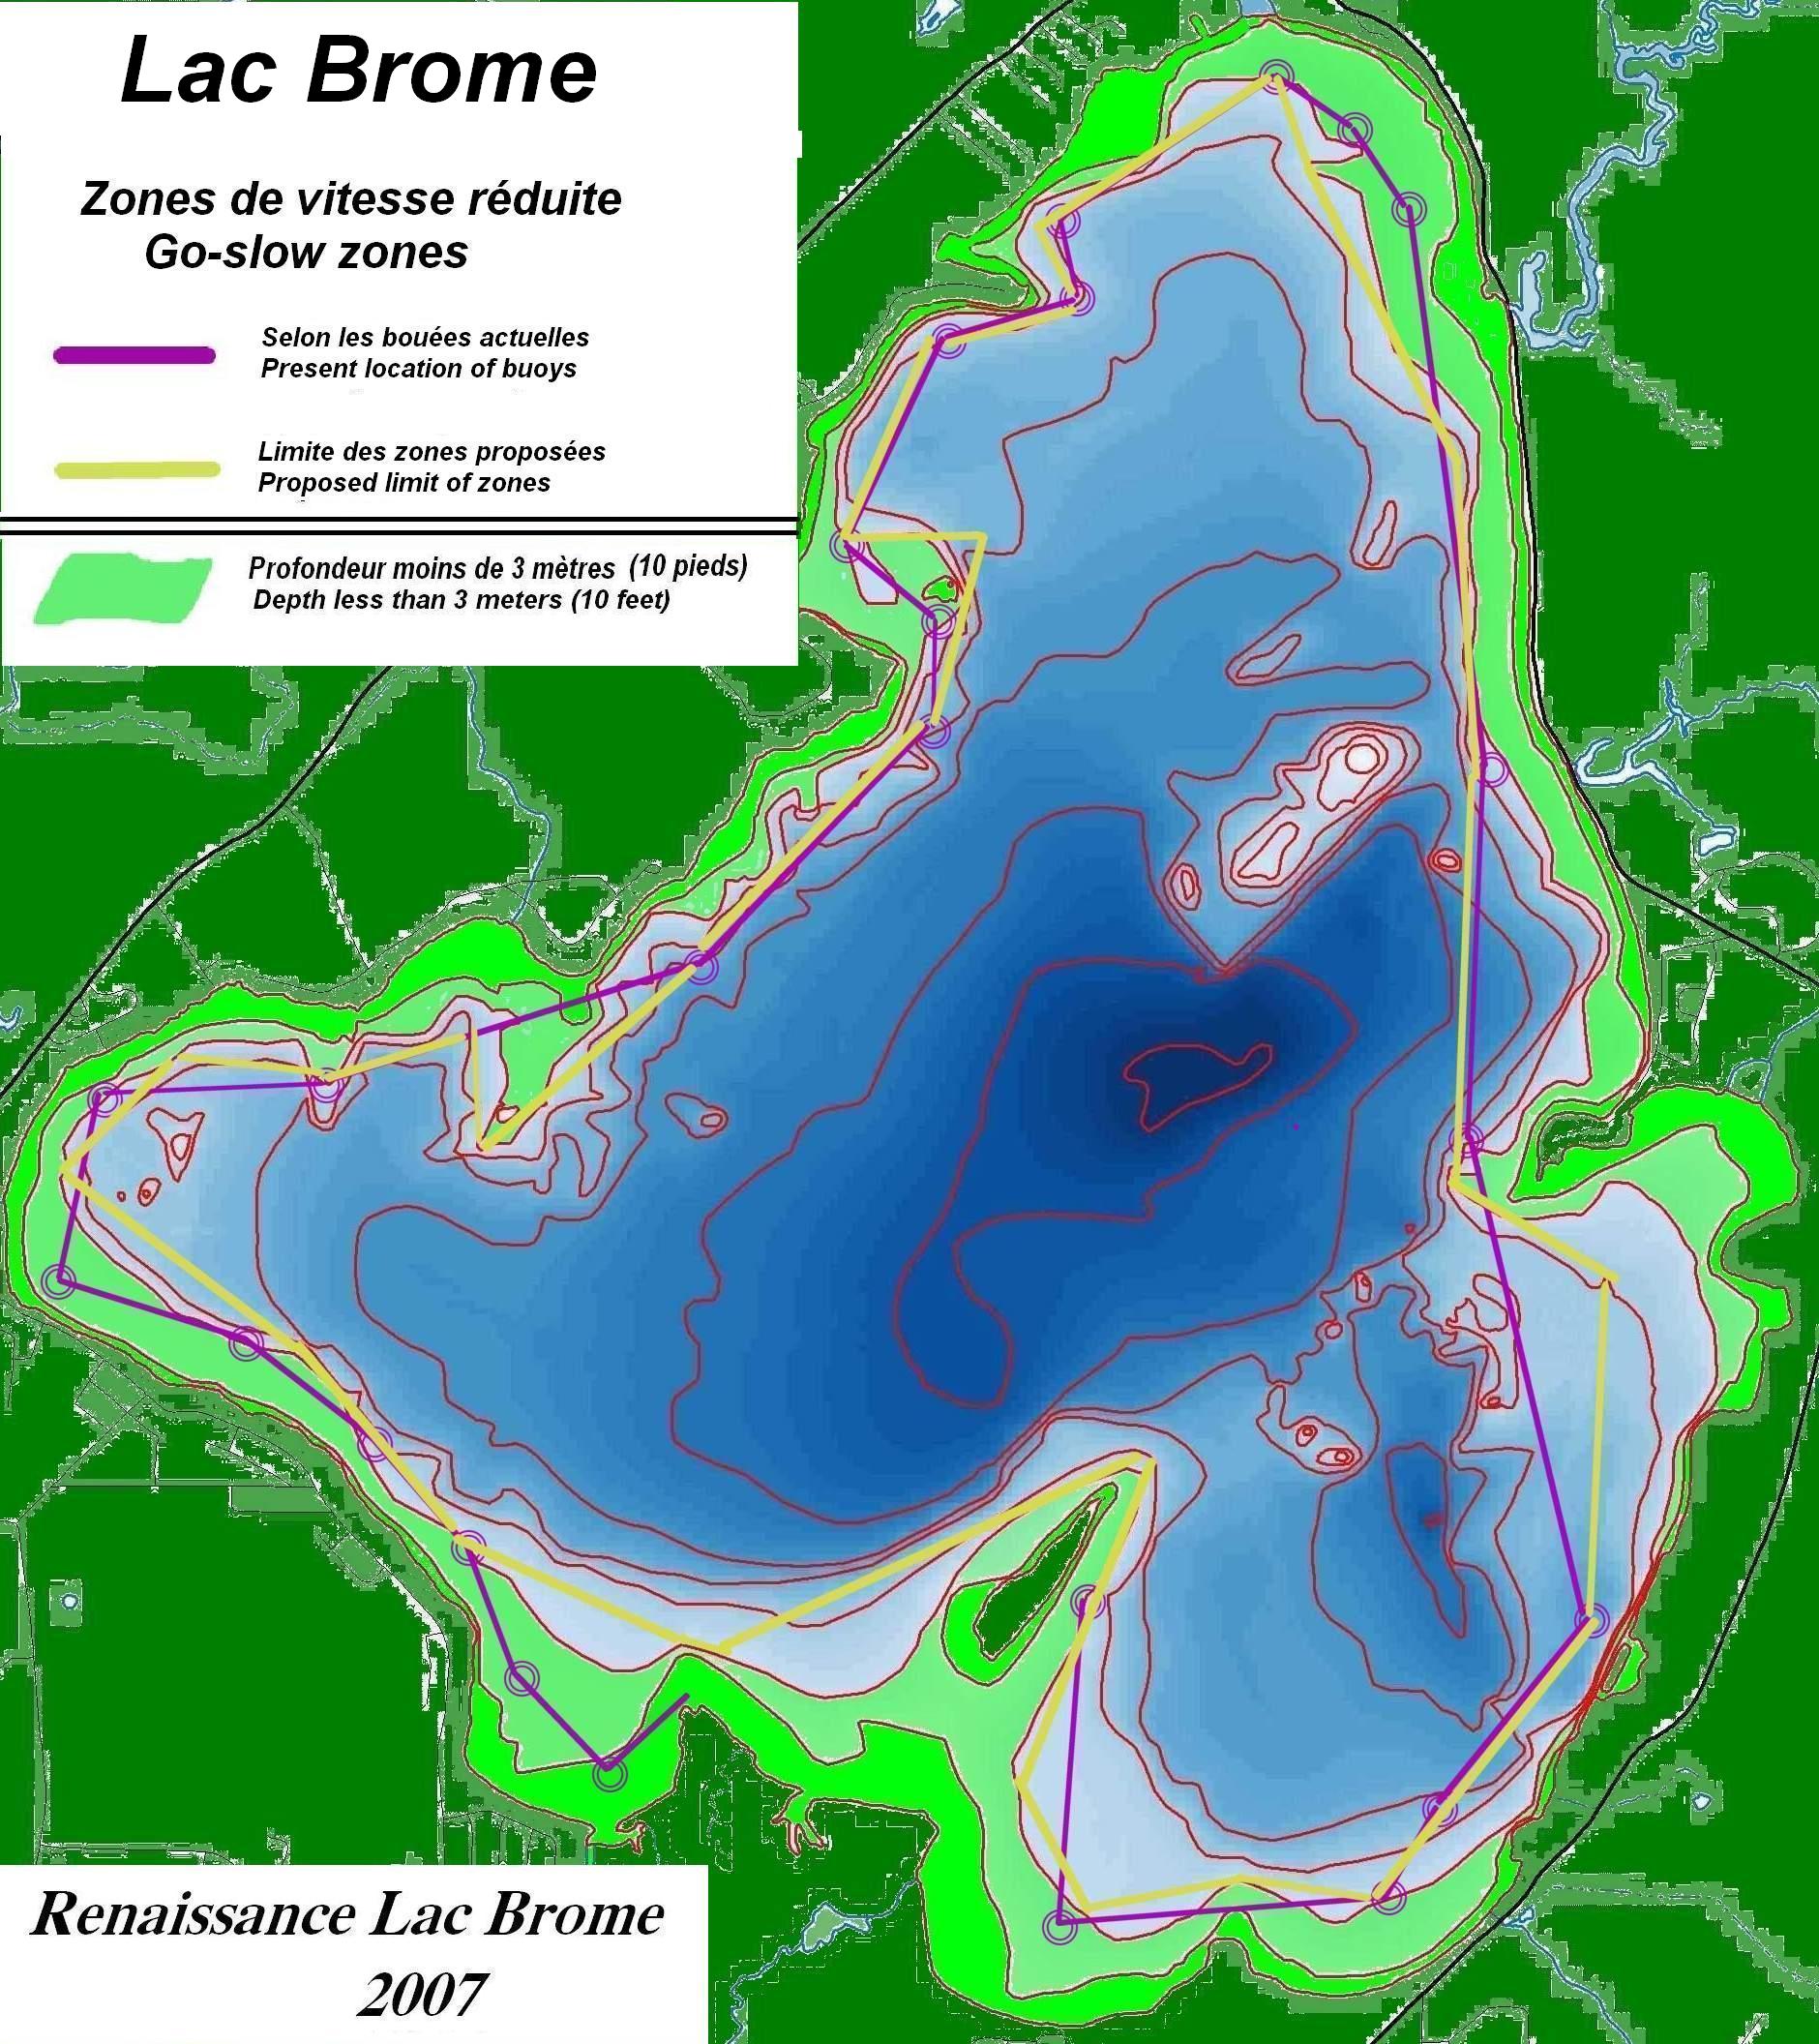 Lac Brome
Zones de vitesse réduite
Go-slow zones
Selon les bouées actuelles
Present location of buoys
Limite des zones proposées
Proposed limit of zones
Profondeur moins de 3 mètres (10 pieds)
Depth less than 3 meters (10 feet)
Renaissance Lac Brome
2007